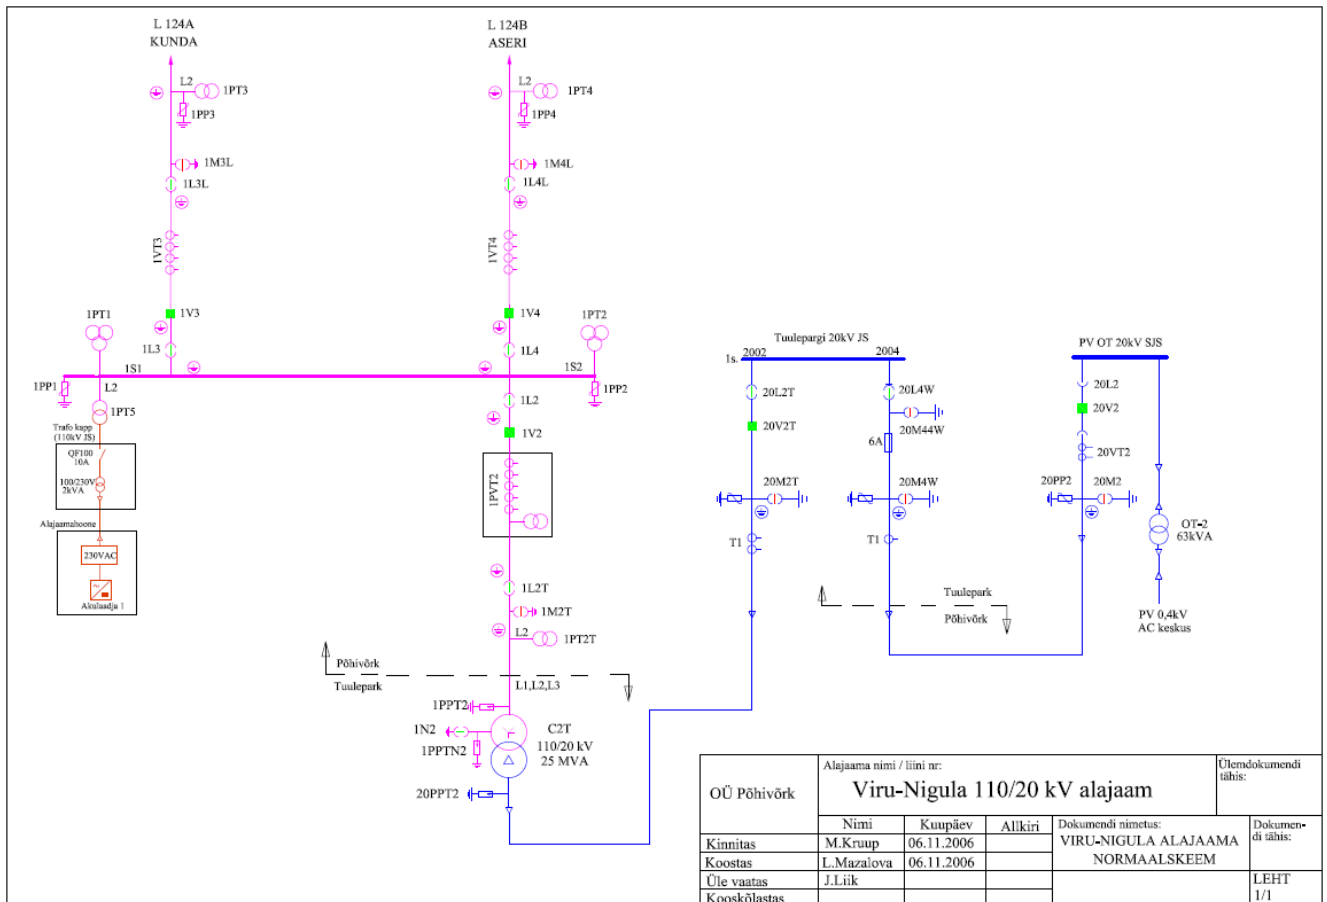 L 124A
KUNDA
L 124B
ASERI
L2
1PT3
1PP3
L2
1PT4
1PP4
1M3L
1L3L
1M4L
1L4L
1VT3
1VT4
1PT1
1V3
1V4
1PT2
1L3
1L4
1S1
1S2
1PP1
L2
1PP2
1PT5
1L2
1V2
Trafo kapp
(110kV JS)
QF100
10A
100/230V
2kVA
1PVT2
Alajaamahoone
230VAC
Akulaadja 1
1L2T
1M2T
L2
1PT2T
Põhivõrk
Tuulepark
L1,L2,L3
1PPT2
1N2
1PPTN2
C2T
110/20 kV
25 MVA
20PPT2
Tuulepargi 20kV JS
1s.
2002
2004
20L2T
20L4W
20V2T
20M44W
6A
20M2T
20M4W
T1
T1
PV OT 20kV SJS
20L2
20V2
20VT2
20PP2
20M2
OT-2
63kVA
Tuulepark
Põhivõrk
PV 0,4kV
AC keskus
OÜ Põhivõrk
Alajaama nimi / liini nr:
Viru-Nigula 110/20 kV alajaam
Ülemdokumendi
tähis:
Nimi
Kuupäev
Allkiri
Dokumendi nimetus:
VIRU-NIGULA ALAJAAMA
NORMAALSKEEM
Dokumen-
di tähis:
Kinnitas
M.Kruup
06.11.2006
Koostas
L.Mazalova
06.11.2006
Üle vaatas
J.Liik
LEHT
1/1
Kooskõlastas